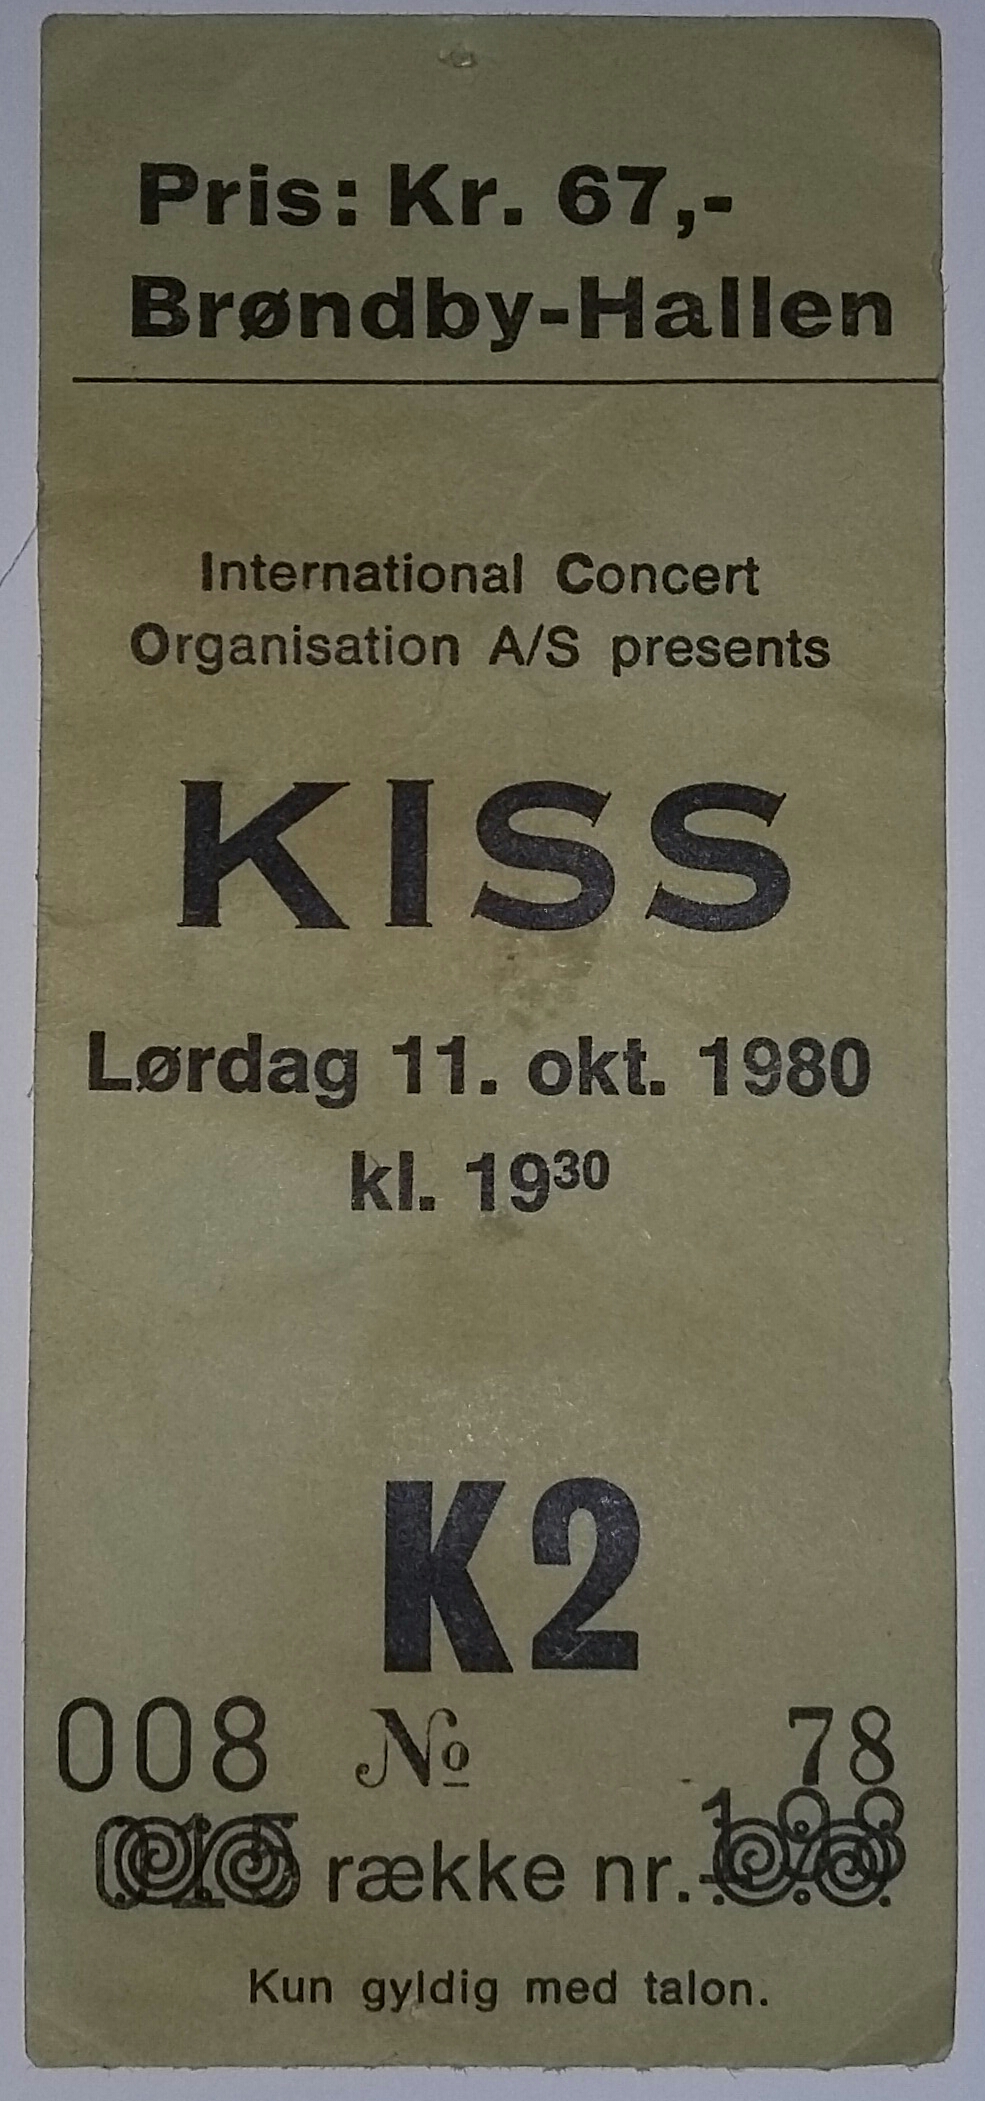 Pris: Kr. 67,-
Brøndby-Hallen
International Concert
Organisation A/S presents
KISS
Lørdag 11. okt. 1980
kl. 19³⁰
K2
008 № 78
række nr.
Kun gyldig med talon.